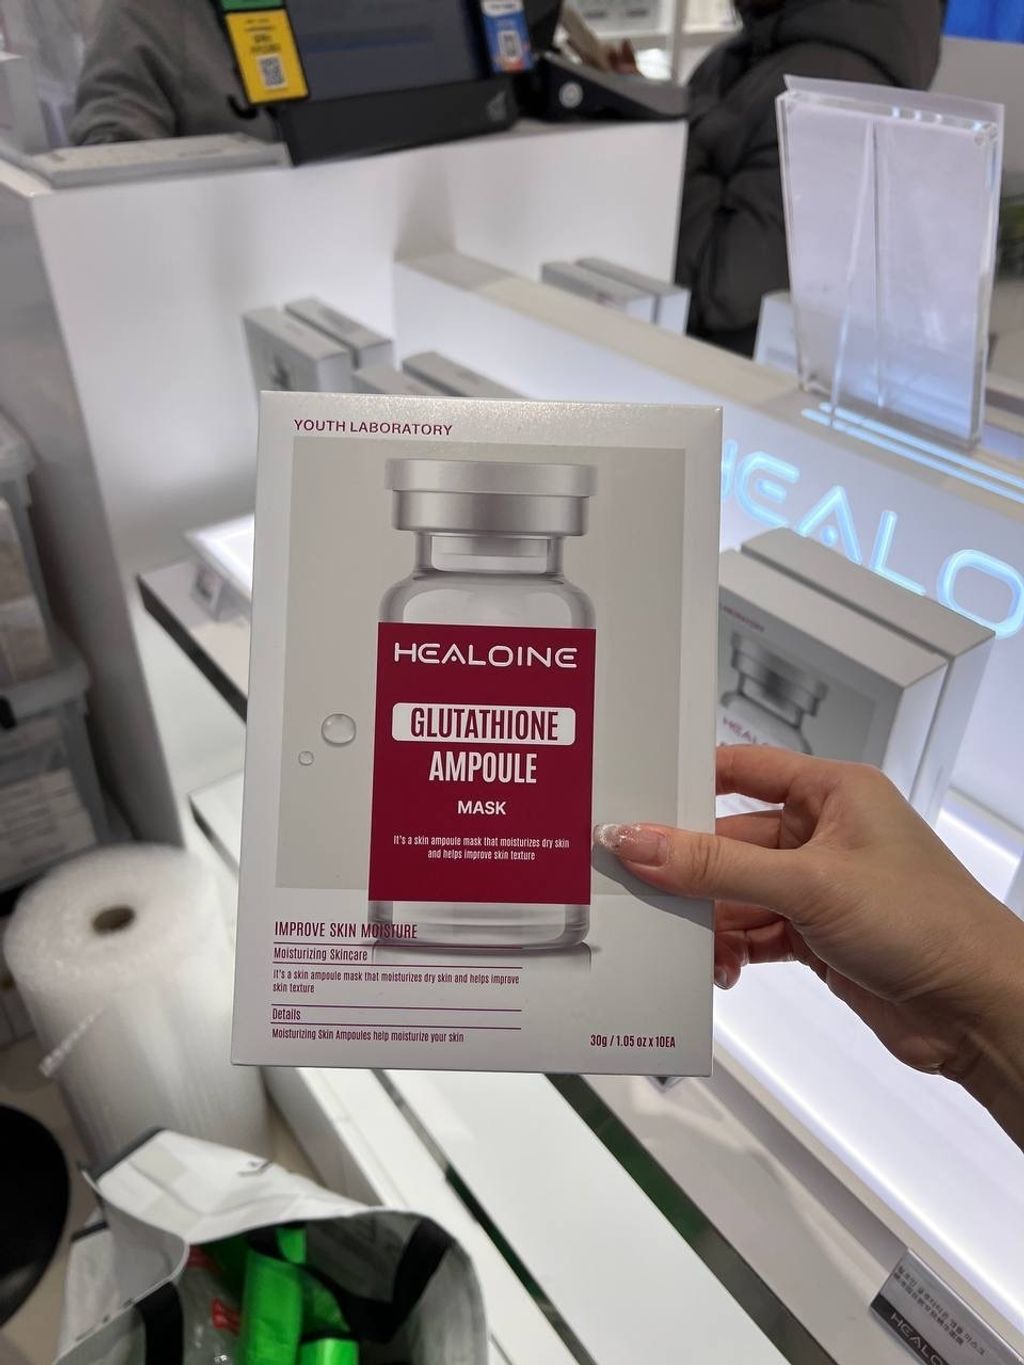 YOUTH LABORATORY
HEALOINE
GLUTATHIONE
AMPOULE
MASK
It's a skin ampoule mask that moisturizes dry skin
and helps improve skin texture
IMPROVE SKIN MOISTURE
Moisturizing Skincare
It's a skin ampoule mask that moisturizes dry skin and helps improve
skin texture
Details
Moisturizing Skin Ampoules help moisturize your skin
30g / 1.05 oz x 10EA
HEALO
HEALO